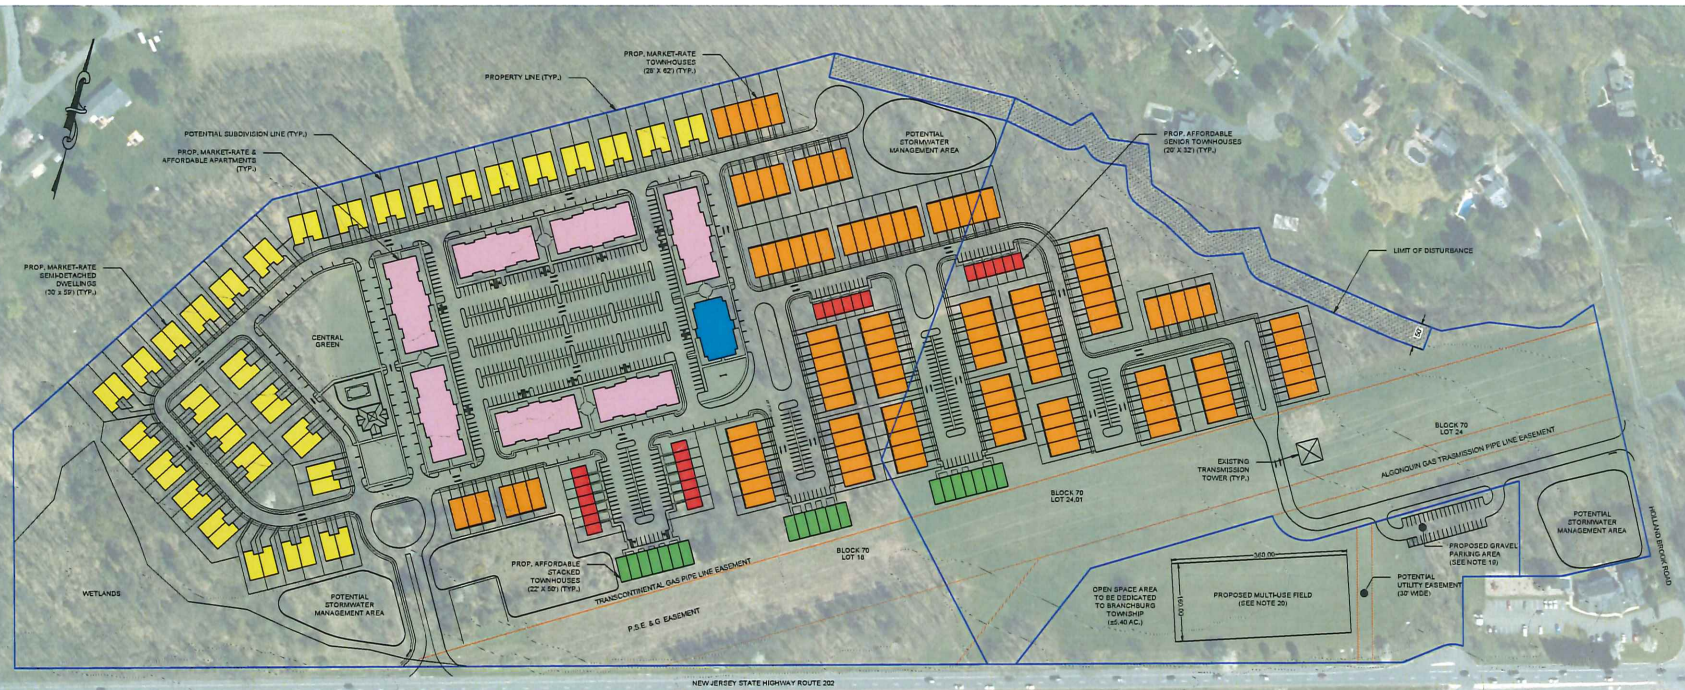 PROP. MARKET-RATE
TOWNHOUSES
(28' X 62') (TYP.)
PROPERTY LINE (TYP.)
POTENTIAL SUBDIVISION LINE (TYP.)
PROP. MARKET-RATE &
AFFORDABLE APARTMENTS
(TYP.)
POTENTIAL
STORMWATER
MANAGEMENT AREA
PROP. AFFORDABLE
SENIOR TOWNHOUSES
(20' X 32') (TYP.)
LIMIT OF DISTURBANCE
PROP. MARKET-RATE
SEMI-DETACHED
DWELLINGS
(TYP.)
CENTRAL
GREEN
50'
BLOCK 70
LOT 24
ALGONQUIN GAS TRASMISSION PIPE LINE EASEMENT
EXISTING
TRANSMISSION
TOWER (TYP.)
BLOCK 70
LOT 24.01
POTENTIAL
STORMWATER
MANAGEMENT AREA
HOLLAND BROOK ROAD
BLOCK 70
LOT 18
PROPOSED GRAVEL
PARKING AREA
(SEE NOTE 19)
360.00
PROP. AFFORDABLE
STACKED
TOWNHOUSES
(22' X 50') (TYP.)
TRANSCONTINENTAL GAS PIPE LINE EASEMENT
P.S.E. & G. EASEMENT
POTENTIAL
UTILITY EASEMENT
(30' WIDE)
OPEN SPACE AREA
TO BE DEDICATED
TO BRANCHBURG
TOWNSHIP
(±5.40 AC.)
PROPOSED MULTI-USE FIELD
(SEE NOTE 20)
WETLANDS
POTENTIAL
STORMWATER
MANAGEMENT AREA
NEW JERSEY STATE HIGHWAY ROUTE 202